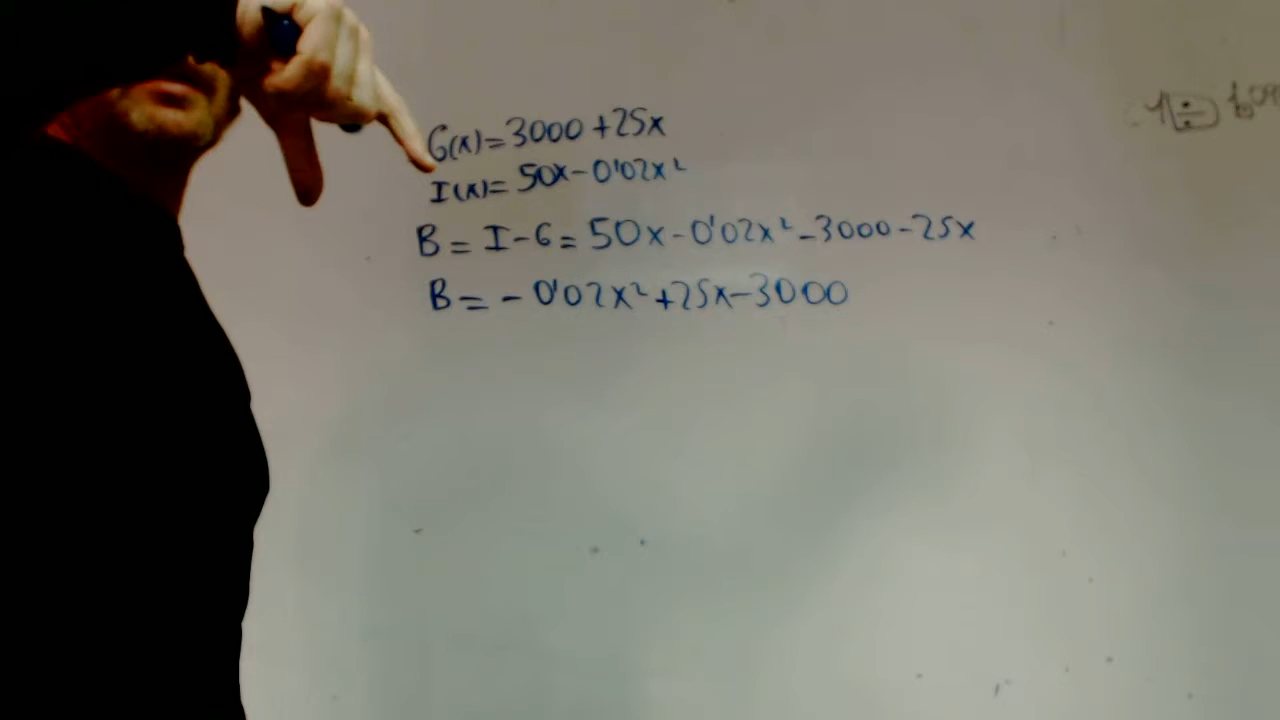 G(x)=3000+25x
I(x)=50x-0'02x²
B=I-G=50x-0'02x²-3000-25x
B=-0'02x²+25x-3000